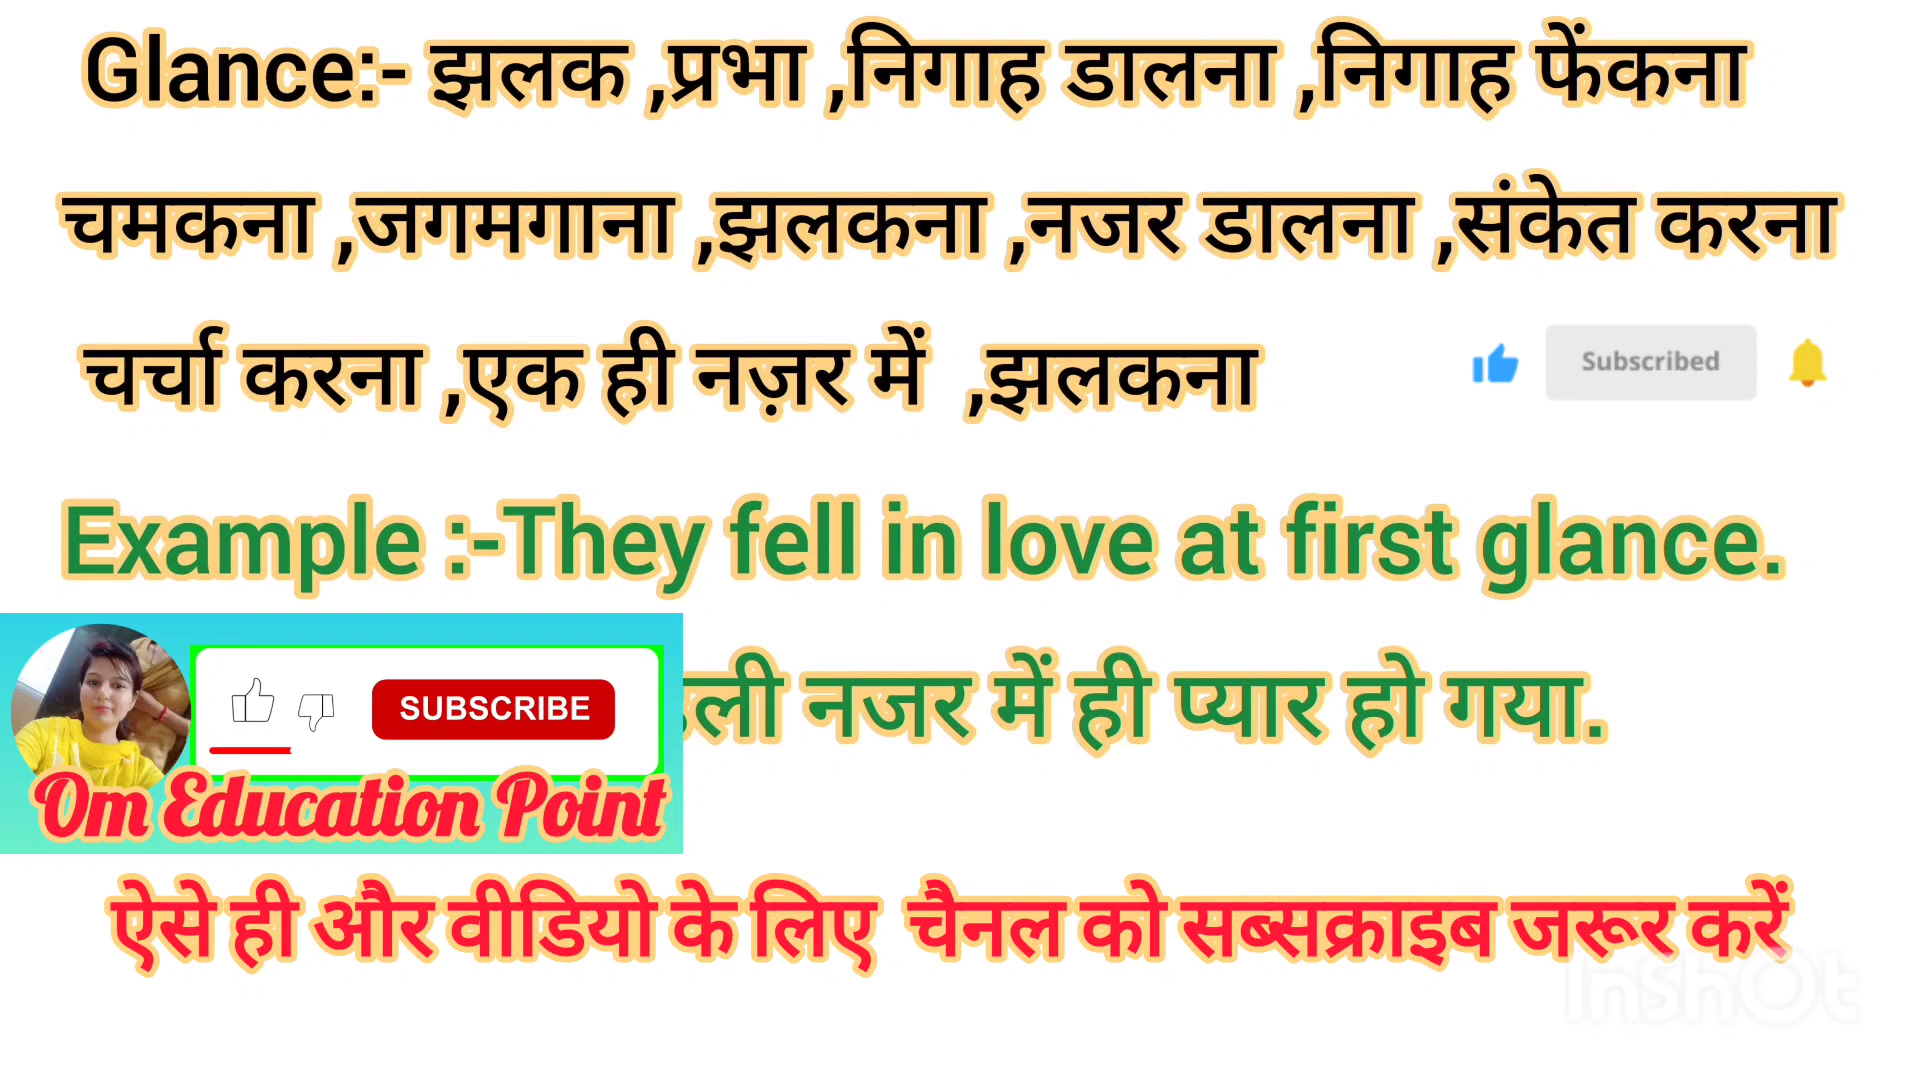 Glance:- झलक ,प्रभा ,निगाह डालना ,निगाह फेंकना
चमकना ,जगमगाना ,झलकना ,नजर डालना ,संकेत करना
चर्चा करना ,एक ही नज़र में ,झलकना
Subscribed
Example :-They fell in love at first glance.
नजर में ही प्यार हो गया.
SUBSCRIBE
Om Education Point
ऐसे ही और वीडियो के लिए चैनल को सब्सक्राइब जरूर करें
InShOt